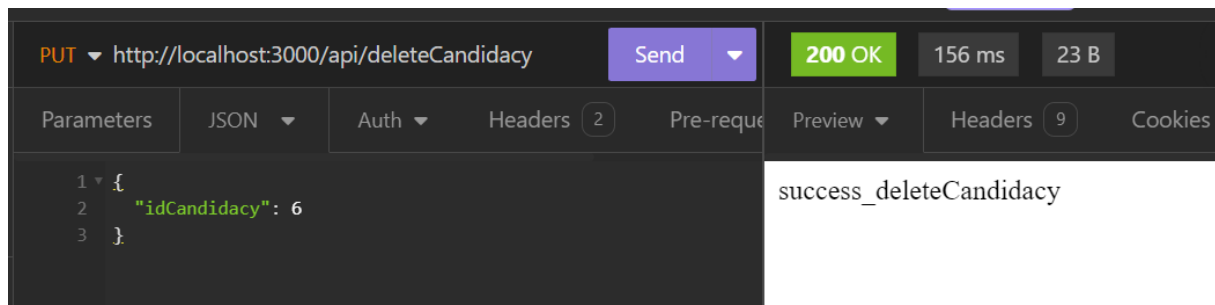 PUT http://localhost:3000/api/deleteCandidacy Send 200 OK 156 ms 23 B
Parameters JSON Auth Headers 2 Pre-reque Preview Headers 9 Cookies
1 {
2 "idCandidacy": 6
3 }
success_deleteCandidacy